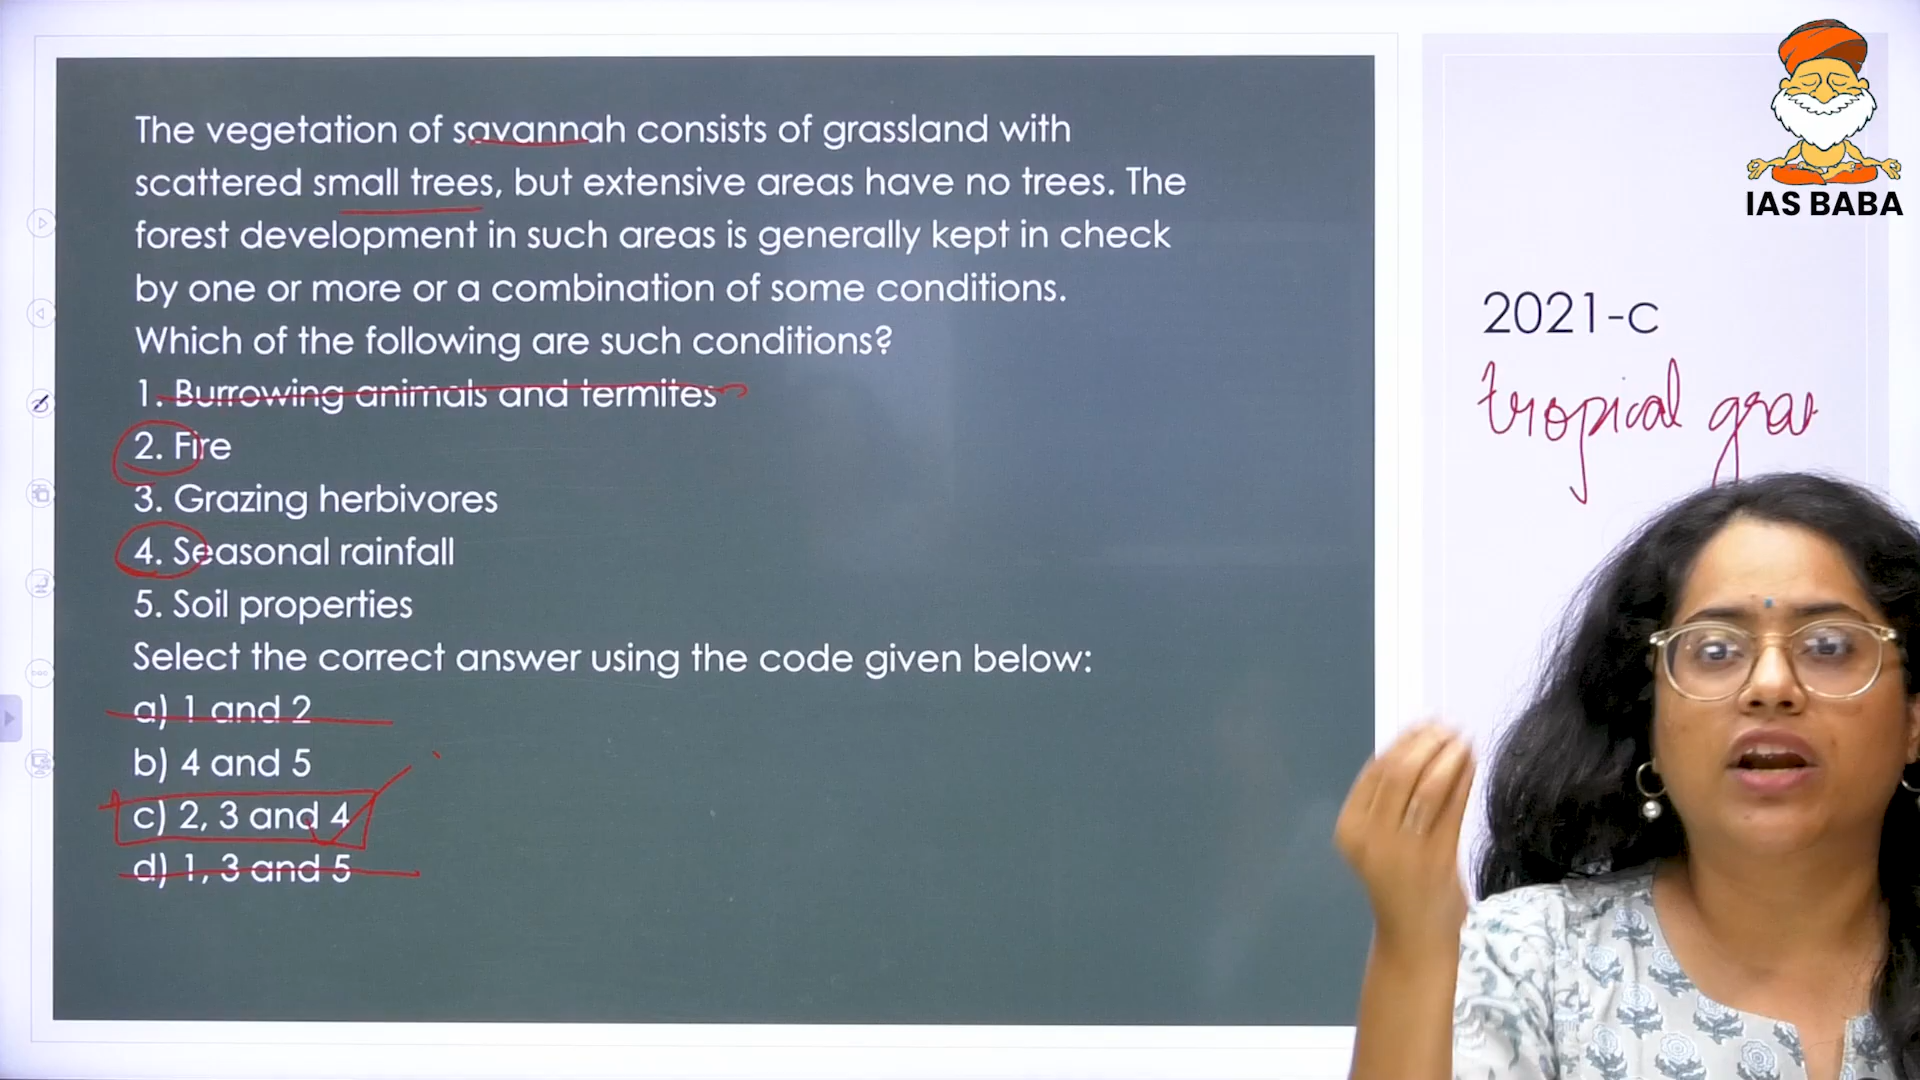 The vegetation of savannah consists of grassland with
scattered small trees, but extensive areas have no trees. The
forest development in such areas is generally kept in check
by one or more or a combination of some conditions.
Which of the following are such conditions?
1. Burrowing animals and termites
2. Fire
3. Grazing herbivores
4. Seasonal rainfall
5. Soil properties
Select the correct answer using the code given below:
a) 1 and 2
b) 4 and 5
c) 2, 3 and 4
d) 1, 3 and 5
IAS BABA
2021-c
tropical gra